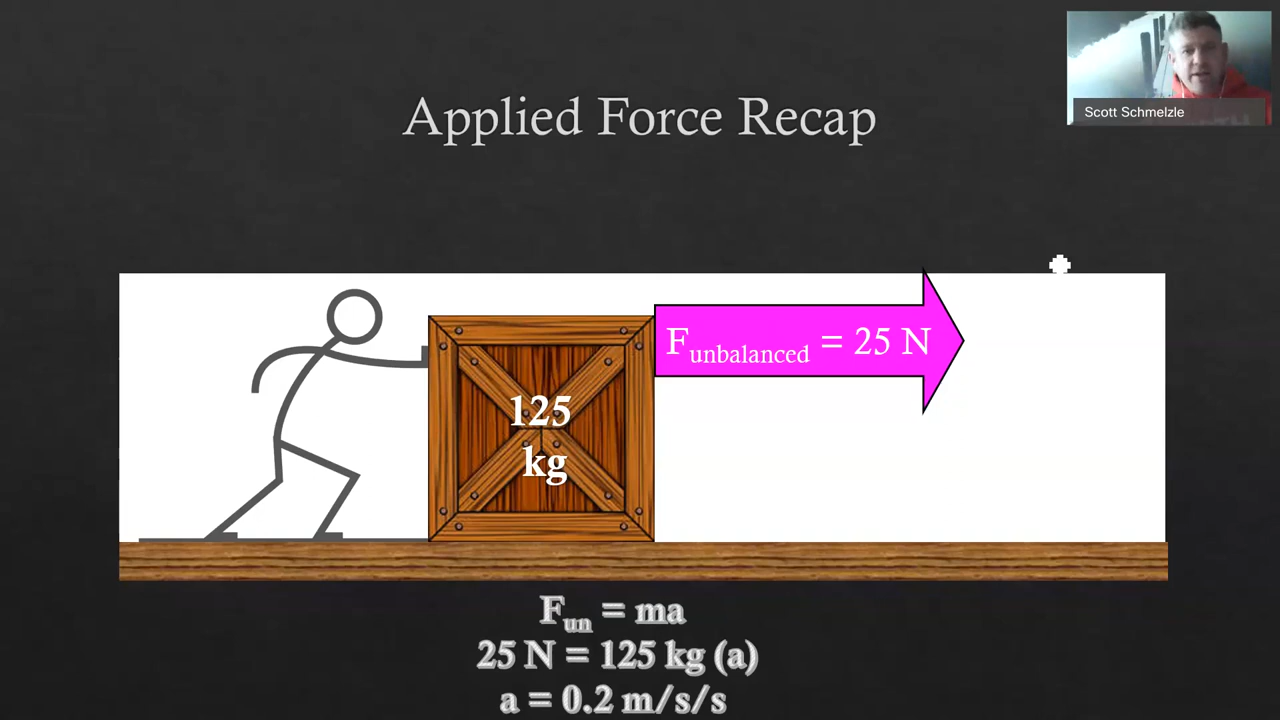 Scott Schmelzle
Applied Force Recap
Funbalanced = 25 N
125
kg
Fun = ma
25 N = 125 kg (a)
a = 0.2 m/s/s